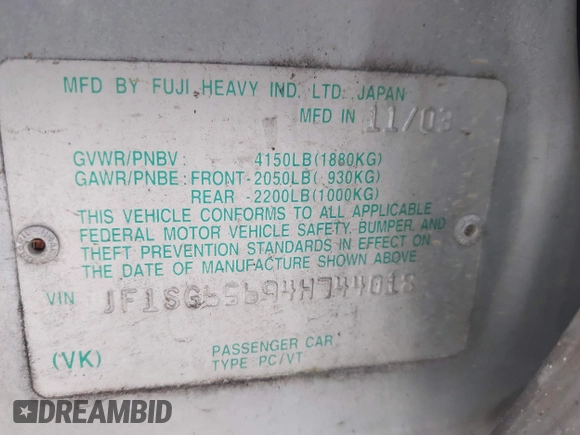 MFD BY FUJI HEAVY IND. LTD. JAPAN
MFD IN 11/03
GVWR/PNBV : 4150LB(1880KG)
GAWR/PNBE : FRONT-2050LB( 930KG)
REAR -2200LB(1000KG)
THIS VEHICLE CONFORMS TO ALL APPLICABLE
FEDERAL MOTOR VEHICLE SAFETY, BUMPER, AND
THEFT PREVENTION STANDARDS IN EFFECT ON
THE DATE OF MANUFACTURE SHOWN ABOVE.
VIN
(VK)
PASSENGER CAR
TYPE PC/VT
DREAMBID